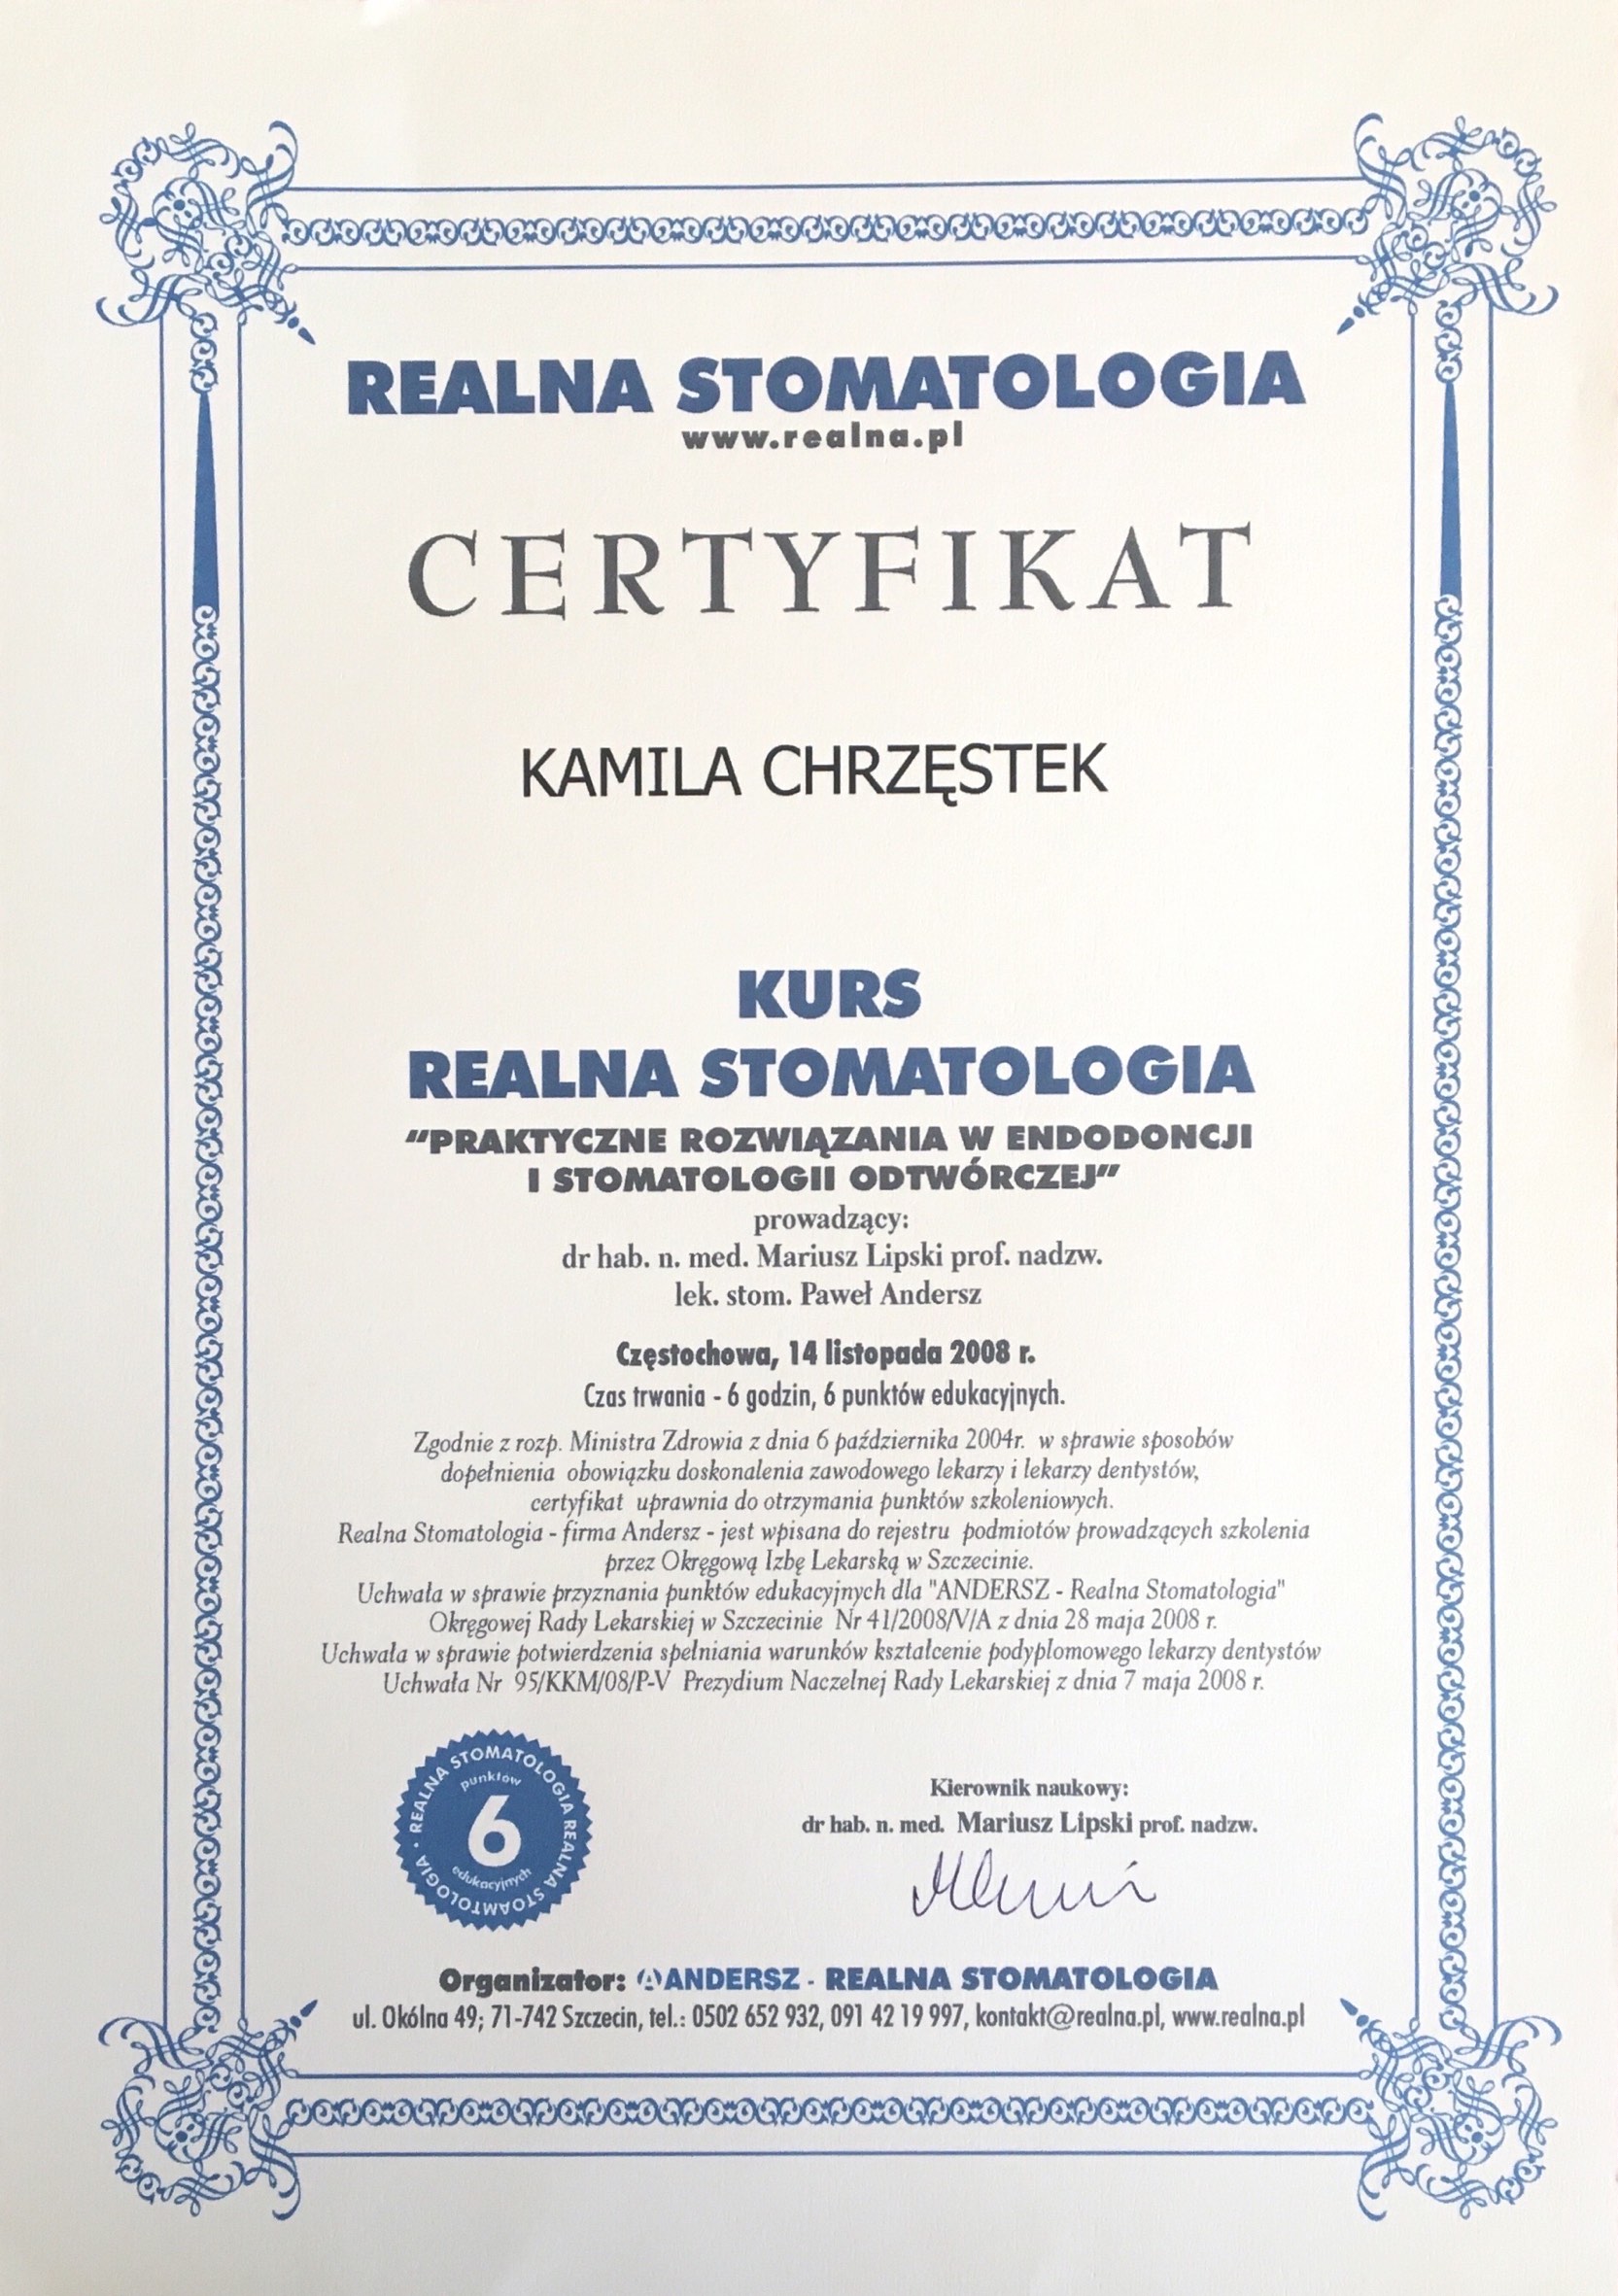 REALNA STOMATOLOGIA
www.realna.pl
CERTYFIKAT
KAMILA CHRZĘSTEK
KURS
REALNA STOMATOLOGIA
"PRAKTYCZNE ROZWIĄZANIA W ENDODONCJI
I STOMATOLOGII ODTWÓRCZEJ"
prowadzący:
dr hab. n. med. Mariusz Lipski prof. nadzw.
lek. stom. Paweł Andersz
Częstochowa, 14 listopada 2008 r.
Czas trwania - 6 godzin, 6 punktów edukacyjnych.
Zgodnie z rozp. Ministra Zdrowia z dnia 6 października 2004r. w sprawie sposobów
dopełnienia obowiązku doskonalenia zawodowego lekarzy i lekarzy dentystów,
certyfikat uprawnia do otrzymania punktów szkoleniowych.
Realna Stomatologia - firma Andersz - jest wpisana do rejestru podmiotów prowadzących szkolenia
przez Okręgową Izbę Lekarską w Szczecinie.
Uchwała w sprawie przyznania punktów edukacyjnych dla "ANDERSZ - Realna Stomatologia"
Okręgowej Rady Lekarskiej w Szczecinie Nr 41/2008/V/A z dnia 28 maja 2008 r.
Uchwała w sprawie potwierdzenia spełniania warunków kształcenie podyplomowego lekarzy dentystów
Uchwała Nr 95/KKM/08/P-V Prezydium Naczelnej Rady Lekarskiej z dnia 7 maja 2008 r.
REALNA STOMATOLOGIA REALNA STOAMTOLOGIA •
punktów
6
edukacyjnych
Kierownik naukowy:
dr hab. n. med. Mariusz Lipski prof. nadzw.
Organizator: ANDERSZ - REALNA STOMATOLOGIA
ul. Okólna 49; 71-742 Szczecin, tel.: 0502 652 932, 091 42 19 997, kontakt@realna.pl, www.realna.pl